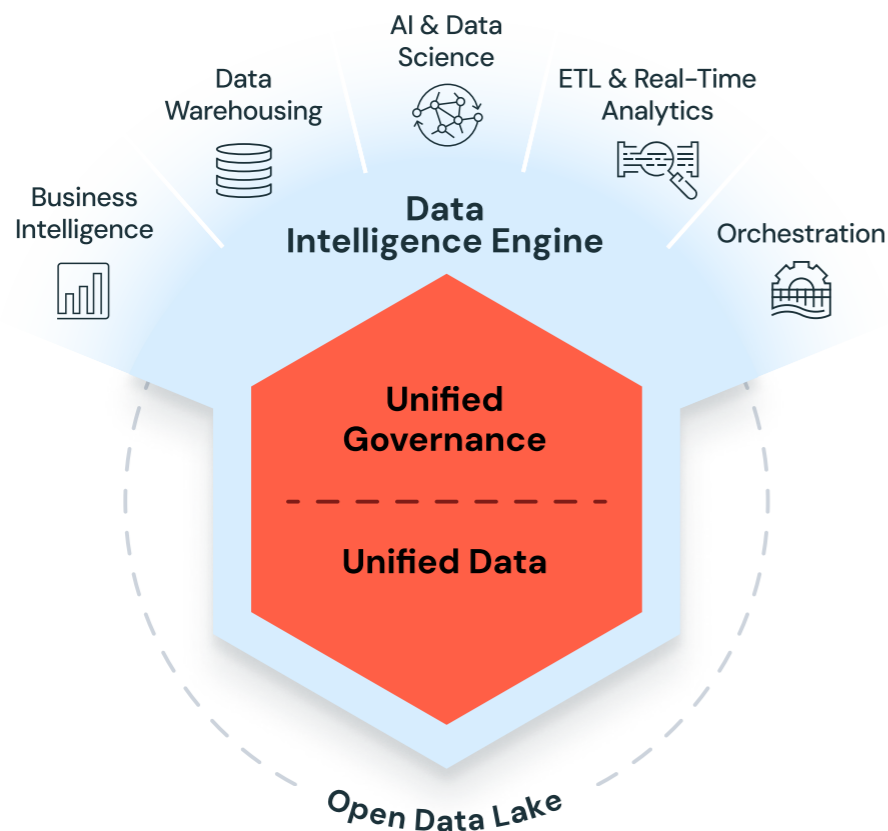 AI & Data
Science
Data
Warehousing
ETL & Real-Time
Analytics
Business
Intelligence
Orchestration
Data
Intelligence Engine
Unified
Governance
Unified Data
Open Data Lake